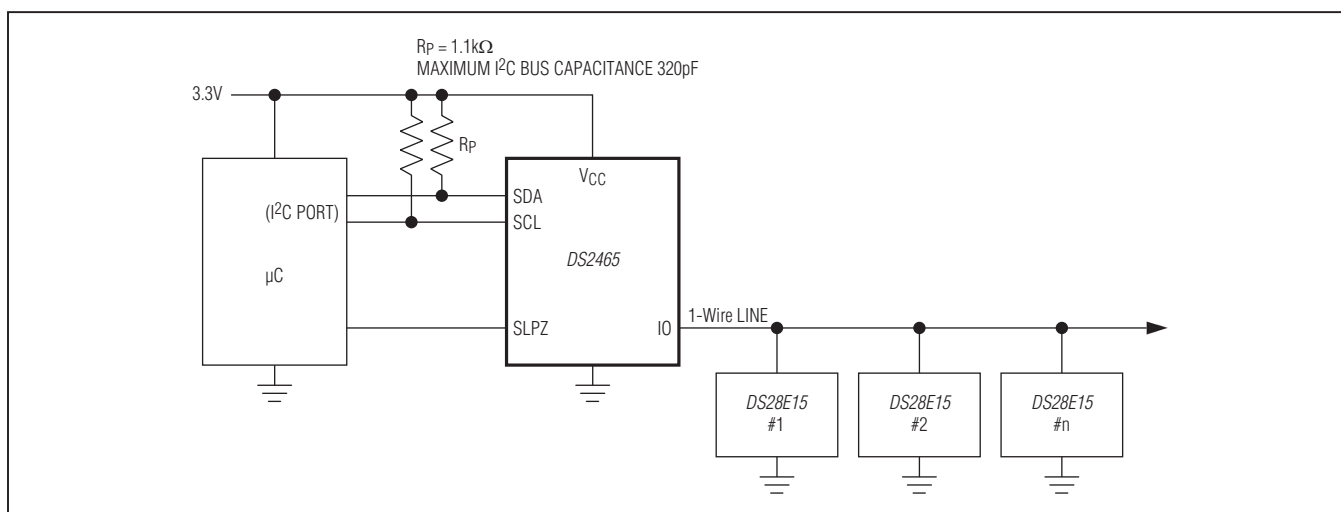 RP = 1.1kΩ
MAXIMUM I2C BUS CAPACITANCE 320pF
3.3V
RP
VCC
SDA
(I2C PORT)
SCL
DS2465
µC
1-Wire LINE
SLPZ
IO
DS28E15
#1
DS28E15
#2
DS28E15
#n